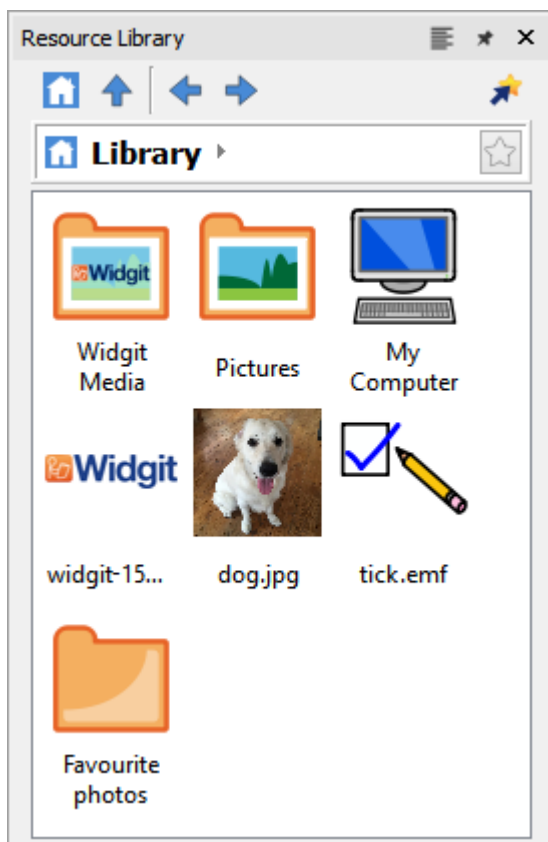 Resource Library
Library
Widgit
Widgit
Media
Pictures
My
Computer
Widgit
widgit-15...
dog.jpg
tick.emf
Favourite
photos